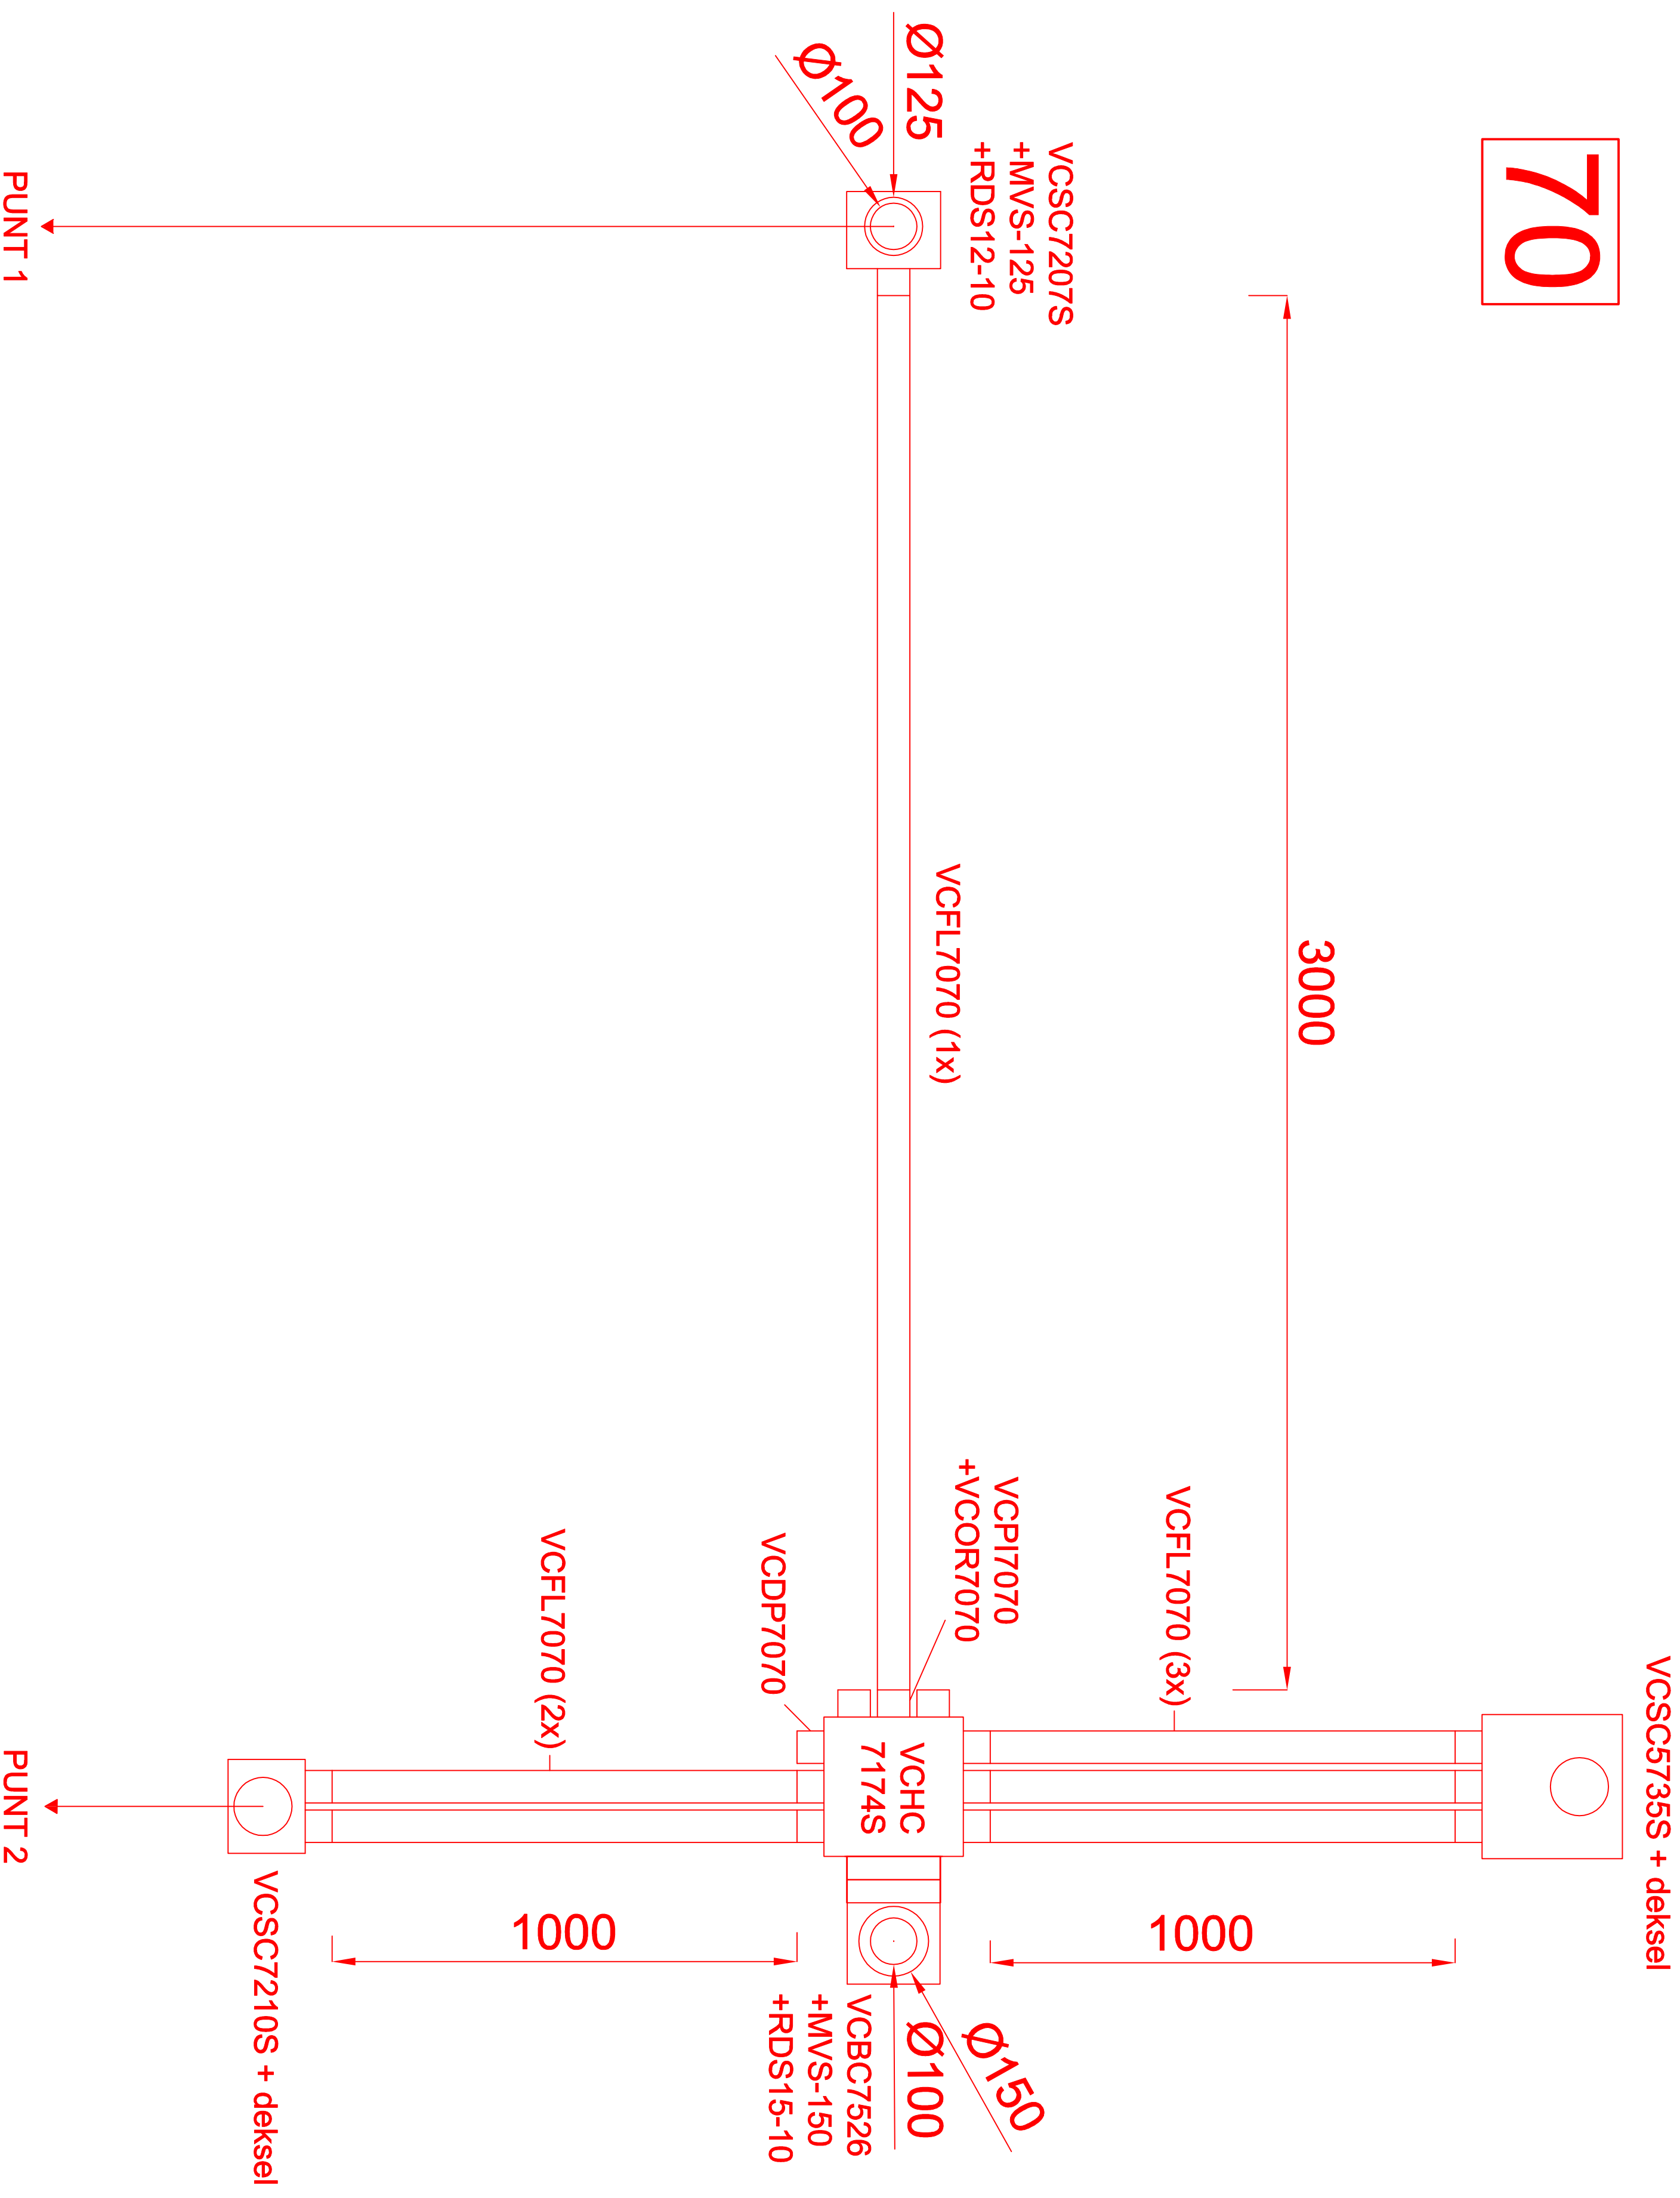 70
VCSC5735S + deksel
3000
VCFL7070 (3x)
1000
VCSC7207S
+MVS-125
+RDS12-10
Ø125
Ø100
VCFL7070 (1x)
VCPI7070
+VCOR7070
VCHC
7174S
Ø150
Ø100
VCBC7526
+MVS-150
+RDS15-10
VCDP7070
VCFL7070 (2x)
1000
VCSC7210S + deksel
PUNT 1
PUNT 2